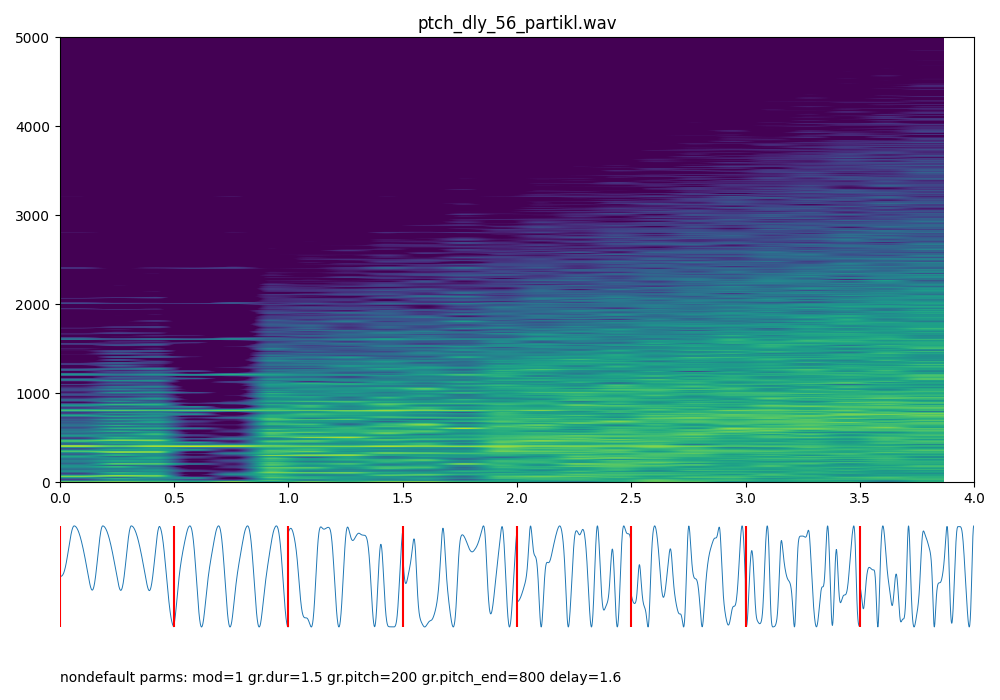 ptch_dly_56_partikl.wav
5000
4000
3000
2000
1000
0
0.0 0.5 1.0 1.5 2.0 2.5 3.0 3.5 4.0
nondefault parms: mod=1 gr.dur=1.5 gr.pitch=200 gr.pitch_end=800 delay=1.6